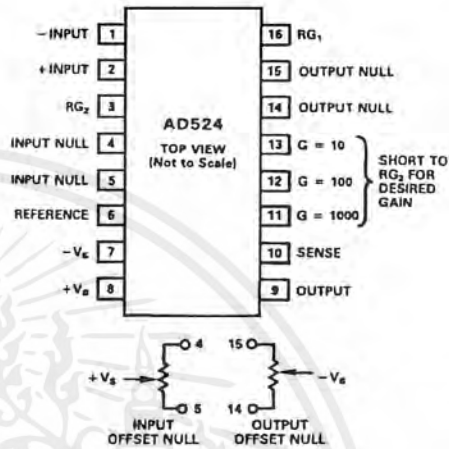 -INPUT 1
+INPUT 2
RG₂ 3
INPUT NULL 4
INPUT NULL 5
REFERENCE 6
-Vs 7
+Vs 8
AD524
TOP VIEW
(Not to Scale)
16 RG₁
15 OUTPUT NULL
14 OUTPUT NULL
13 G = 10
12 G = 100
11 G = 1000
10 SENSE
9 OUTPUT
SHORT TO
RG₂ FOR
DESIRED
GAIN
+Vs
4
5
INPUT
OFFSET NULL
15
14
-Vs
OUTPUT
OFFSET NULL